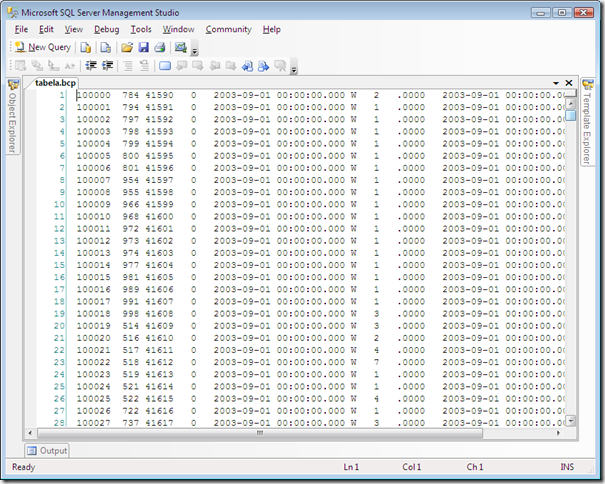 Microsoft SQL Server Management Studio
File Edit View Debug Tools Window Community Help
New Query
tabela.bcp
Object Explorer
Template Explorer
1 100000 784 41590 0 2003-09-01 00:00:00.000 W 2 .0000 2003-09-01 00:00:00.00
2 100001 794 41591 0 2003-09-01 00:00:00.000 W 1 .0000 2003-09-01 00:00:00.00
3 100002 797 41592 0 2003-09-01 00:00:00.000 W 1 .0000 2003-09-01 00:00:00.00
4 100003 798 41593 0 2003-09-01 00:00:00.000 W 1 .0000 2003-09-01 00:00:00.00
5 100004 799 41594 0 2003-09-01 00:00:00.000 W 1 .0000 2003-09-01 00:00:00.00
6 100005 800 41595 0 2003-09-01 00:00:00.000 W 1 .0000 2003-09-01 00:00:00.00
7 100006 801 41596 0 2003-09-01 00:00:00.000 W 1 .0000 2003-09-01 00:00:00.00
8 100007 954 41597 0 2003-09-01 00:00:00.000 W 1 .0000 2003-09-01 00:00:00.00
9 100008 955 41598 0 2003-09-01 00:00:00.000 W 1 .0000 2003-09-01 00:00:00.00
10 100009 966 41599 0 2003-09-01 00:00:00.000 W 1 .0000 2003-09-01 00:00:00.00
11 100010 968 41600 0 2003-09-01 00:00:00.000 W 1 .0000 2003-09-01 00:00:00.00
12 100011 972 41601 0 2003-09-01 00:00:00.000 W 1 .0000 2003-09-01 00:00:00.00
13 100012 973 41602 0 2003-09-01 00:00:00.000 W 1 .0000 2003-09-01 00:00:00.00
14 100013 974 41603 0 2003-09-01 00:00:00.000 W 1 .0000 2003-09-01 00:00:00.00
15 100014 977 41604 0 2003-09-01 00:00:00.000 W 1 .0000 2003-09-01 00:00:00.00
16 100015 981 41605 0 2003-09-01 00:00:00.000 W 1 .0000 2003-09-01 00:00:00.00
17 100016 989 41606 0 2003-09-01 00:00:00.000 W 1 .0000 2003-09-01 00:00:00.00
18 100017 991 41607 0 2003-09-01 00:00:00.000 W 1 .0000 2003-09-01 00:00:00.00
19 100018 998 41608 0 2003-09-01 00:00:00.000 W 3 .0000 2003-09-01 00:00:00.00
20 100019 514 41609 0 2003-09-01 00:00:00.000 W 3 .0000 2003-09-01 00:00:00.00
21 100020 516 41610 0 2003-09-01 00:00:00.000 W 2 .0000 2003-09-01 00:00:00.00
22 100021 517 41611 0 2003-09-01 00:00:00.000 W 4 .0000 2003-09-01 00:00:00.00
23 100022 518 41612 0 2003-09-01 00:00:00.000 W 7 .0000 2003-09-01 00:00:00.00
24 100023 519 41613 0 2003-09-01 00:00:00.000 W 1 .0000 2003-09-01 00:00:00.00
25 100024 521 41614 0 2003-09-01 00:00:00.000 W 1 .0000 2003-09-01 00:00:00.00
26 100025 522 41615 0 2003-09-01 00:00:00.000 W 4 .0000 2003-09-01 00:00:00.00
27 100026 722 41616 0 2003-09-01 00:00:00.000 W 1 .0000 2003-09-01 00:00:00.00
28 100027 737 41617 0 2003-09-01 00:00:00.000 W 3 .0000 2003-09-01 00:00:00.00
Output
Ready Ln 1 Col 1 Ch 1 INS